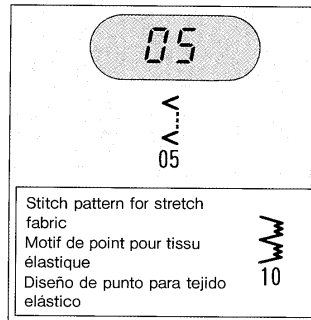 05
05
Stitch pattern for stretch
fabric
Motif de point pour tissu
élastique
Diseño de punto para tejido
elástico
10